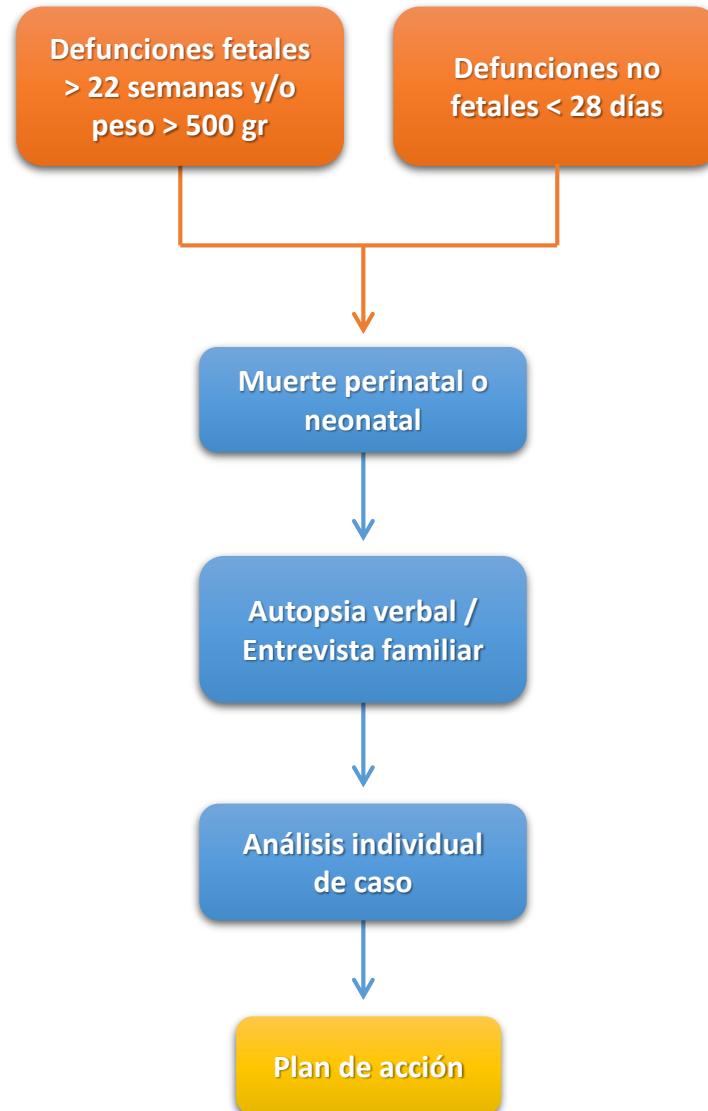 Defunciones fetales
> 22 semanas y/o
peso > 500 gr
Defunciones no
fetales < 28 días
Muerte perinatal o
neonatal
Autopsia verbal /
Entrevista familiar
Análisis individual
de caso
Plan de acción